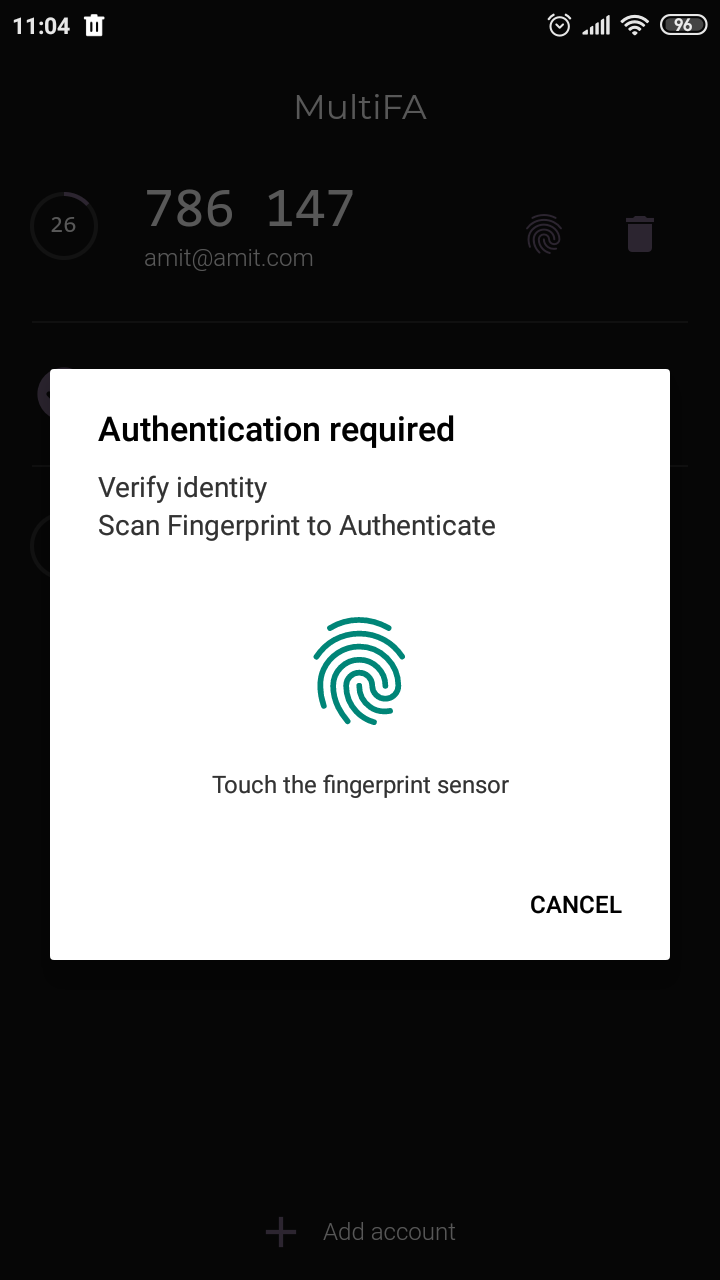 11:04
96
MultiFA
786 147
26
amit@amit.com
Authentication required
Verify identity
Scan Fingerprint to Authenticate
Touch the fingerprint sensor
CANCEL
Add account